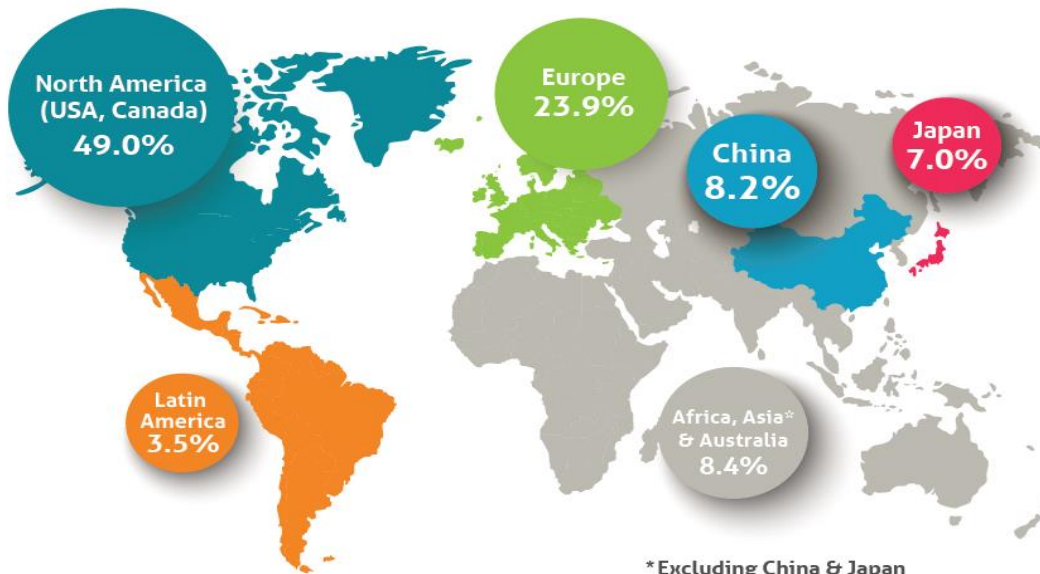 North America
(USA, Canada)
49.0%
Europe
23.9%
China
8.2%
Japan
7.0%
Latin
America
3.5%
Africa, Asia*
& Australia
8.4%
*Excluding China & Japan